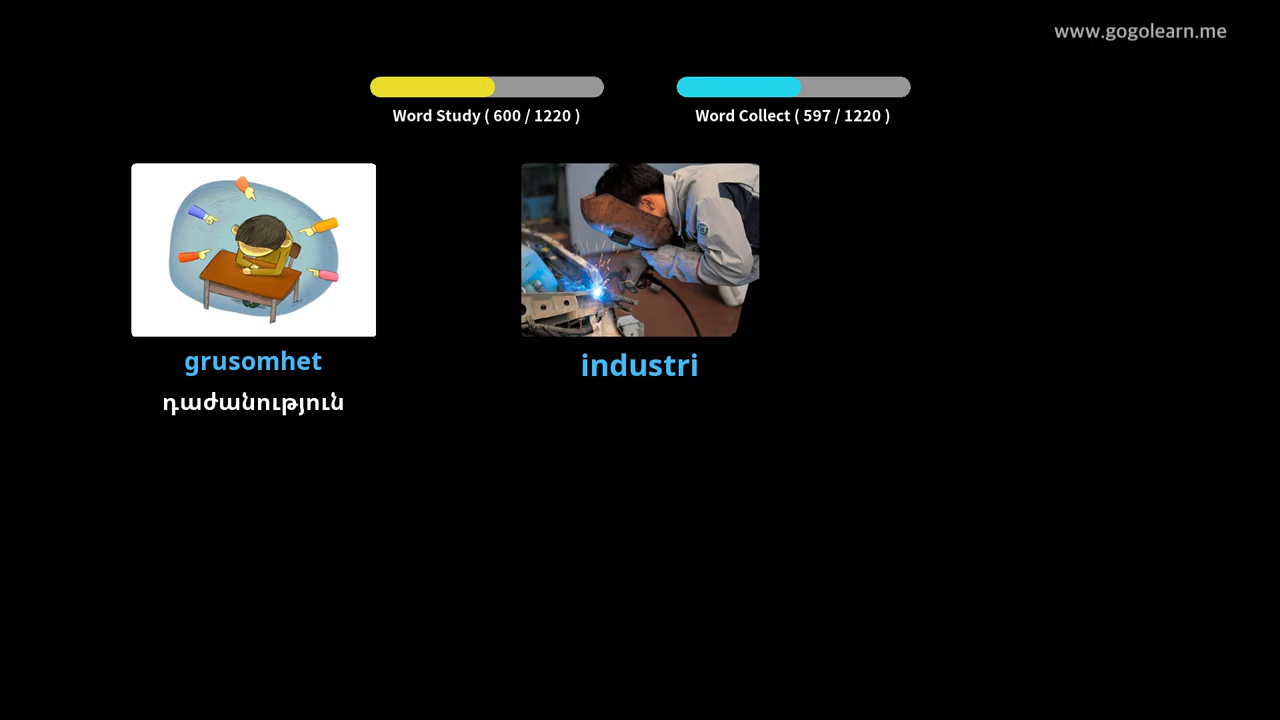 www.gogolearn.me
Word Study ( 600 / 1220 )
Word Collect ( 597 / 1220 )
grusomhet
դաժանություն
industri